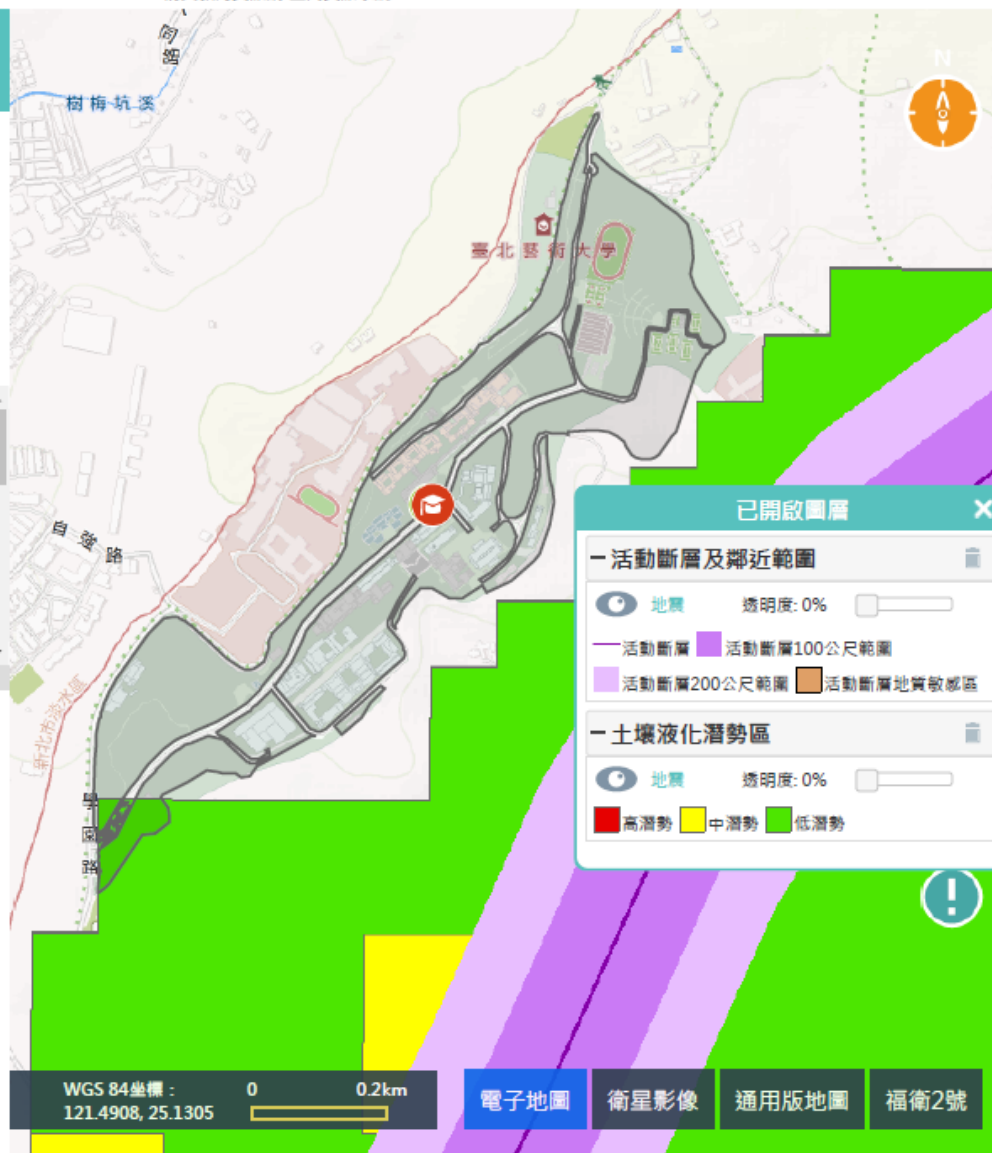 樹梅坑溪
N
臺北藝術大學
自強路
新北市淡水區
學園路
已開啟圖層 ×
－活動斷層及鄰近範圍
地震 透明度: 0%
活動斷層 活動斷層100公尺範圍
活動斷層200公尺範圍 活動斷層地質敏感區
－土壤液化潛勢區
地震 透明度: 0%
高潛勢 中潛勢 低潛勢
WGS 84坐標： 0 0.2km
121.4908, 25.1305
電子地圖 衛星影像 通用版地圖 福衛2號